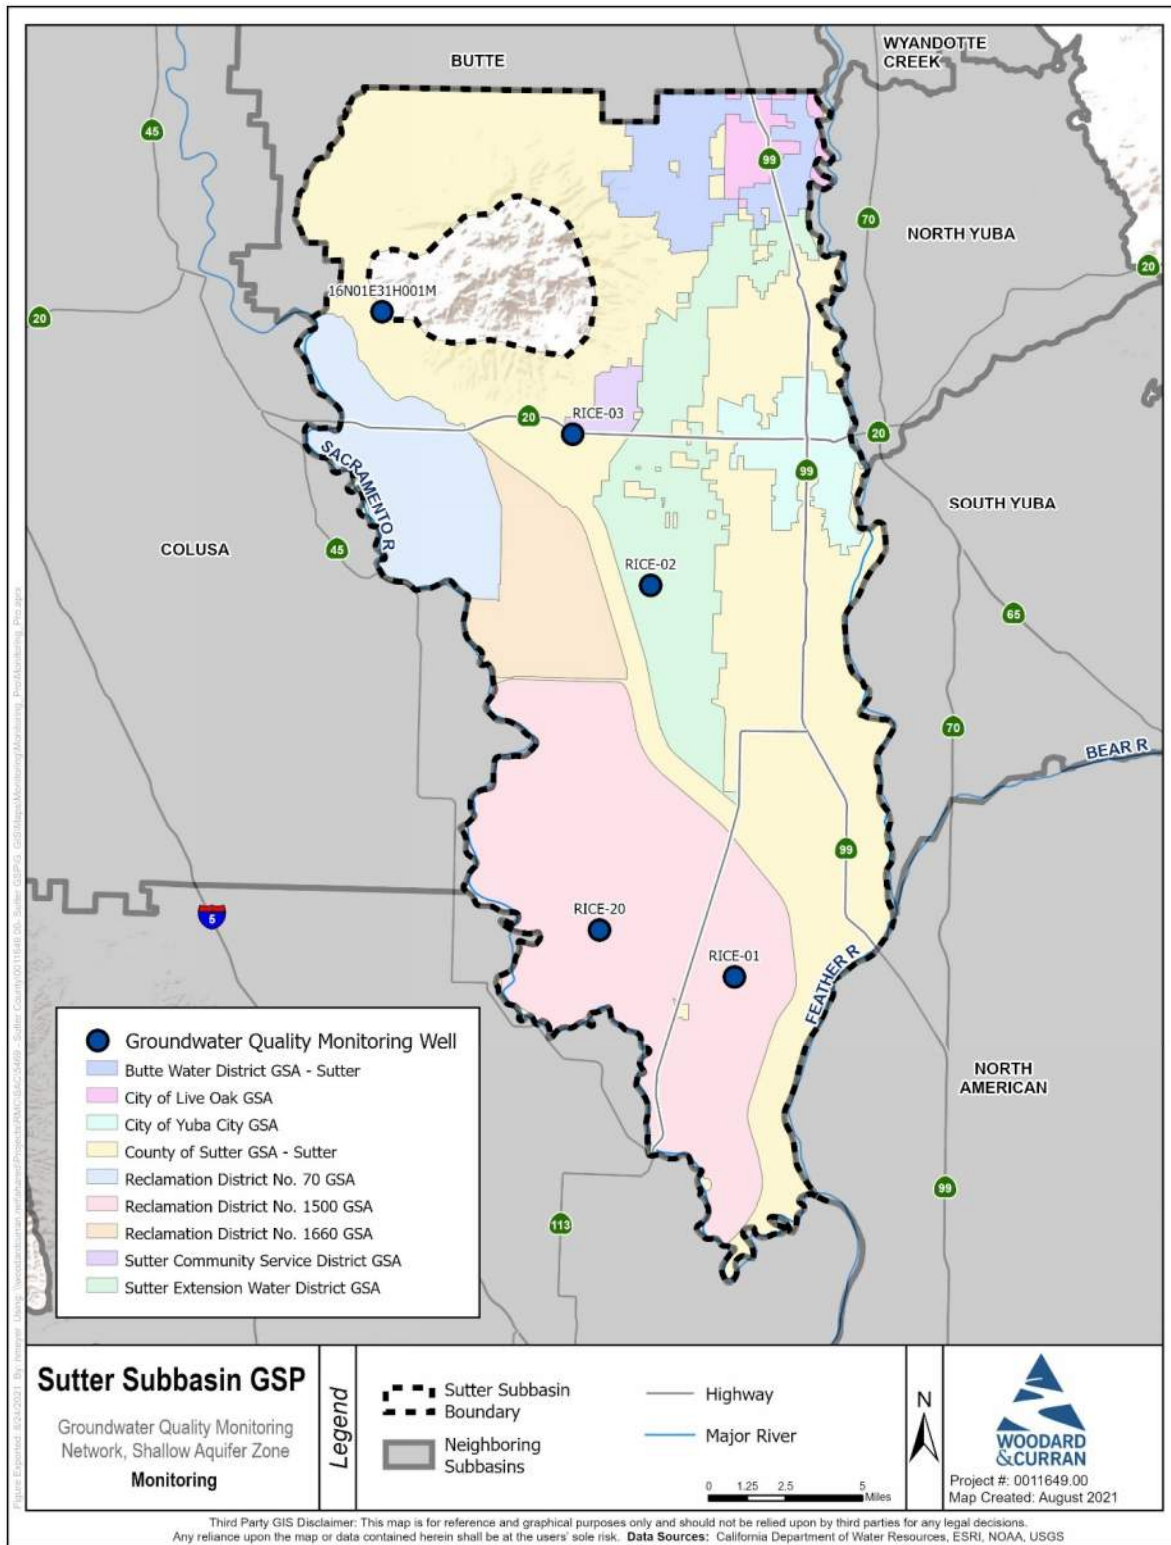 BUTTE
WYANDOTTE
CREEK
45
99
70
NORTH YUBA
20
16N01E31H001M
20
RICE-03
20
20
SACRAMENTO R
99
SOUTH YUBA
COLUSA
45
RICE-02
65
70
BEAR R
99
5
RICE-20
RICE-01
FEATHER R
NORTH
AMERICAN
99
113
Groundwater Quality Monitoring Well
Butte Water District GSA - Sutter
City of Live Oak GSA
City of Yuba City GSA
County of Sutter GSA - Sutter
Reclamation District No. 70 GSA
Reclamation District No. 1500 GSA
Reclamation District No. 1660 GSA
Sutter Community Service District GSA
Sutter Extension Water District GSA
Sutter Subbasin GSP
Groundwater Quality Monitoring
Network, Shallow Aquifer Zone
Monitoring
Legend
Sutter Subbasin
Boundary
Neighboring
Subbasins
Highway
Major River
0 1.25 2.5 5
Miles
N
WOODARD
&CURRAN
Project #: 0011649.00
Map Created: August 2021
Third Party GIS Disclaimer: This map is for reference and graphical purposes only and should not be relied upon by third parties for any legal decisions.
Any reliance upon the map or data contained herein shall be at the users' sole risk. Data Sources: California Department of Water Resources, ESRI, NOAA, USGS